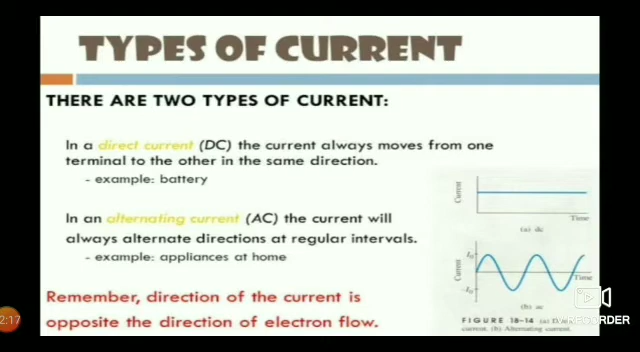 TYPES OF CURRENT
THERE ARE TWO TYPES OF CURRENT:
In a direct current (DC) the current always moves from one
terminal to the other in the same direction.
- example: battery
In an alternating current (AC) the current will
always alternate directions at regular intervals.
- example: appliances at home
Remember, direction of the current is
opposite the direction of electron flow.
Current
Time
(a) dc
Current
I₀
-I₀
Time
(b) ac
FIGURE 18-14 (a)
current. (b) Alternating current.
2:17
RECORDER